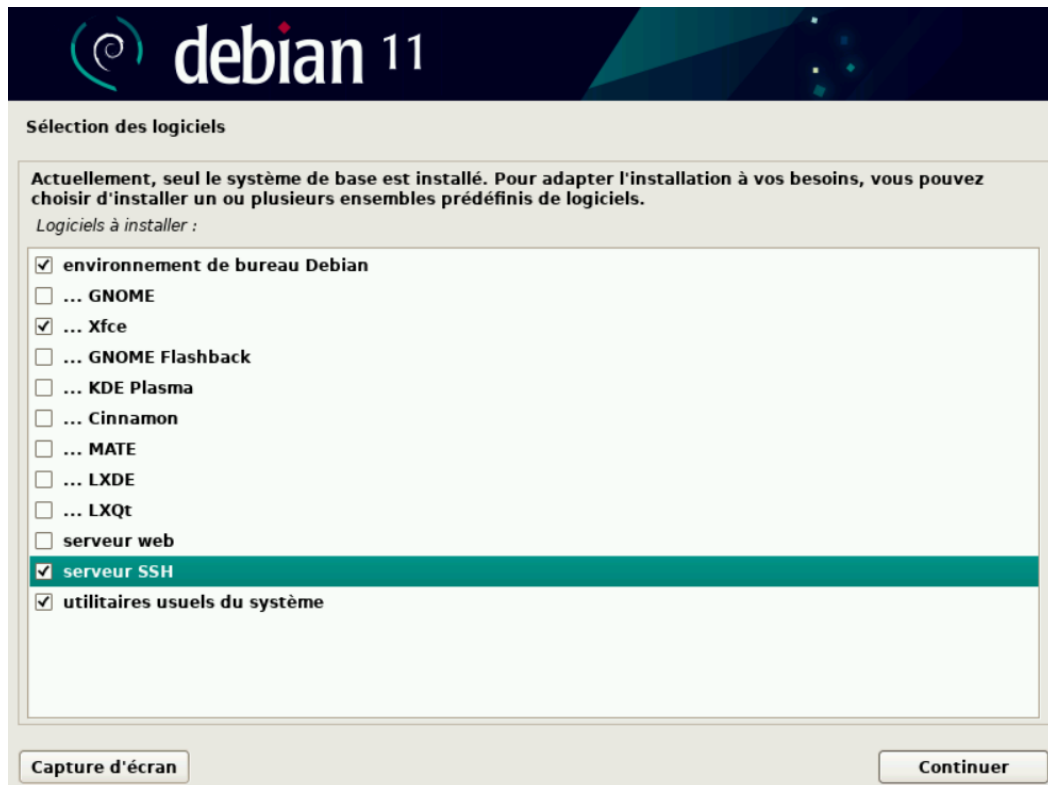 debian 11
Sélection des logiciels
Actuellement, seul le système de base est installé. Pour adapter l'installation à vos besoins, vous pouvez
choisir d'installer un ou plusieurs ensembles prédéfinis de logiciels.
Logiciels à installer :
environnement de bureau Debian
... GNOME
... Xfce
... GNOME Flashback
... KDE Plasma
... Cinnamon
... MATE
... LXDE
... LXQt
serveur web
serveur SSH
utilitaires usuels du système
Capture d'écran
Continuer